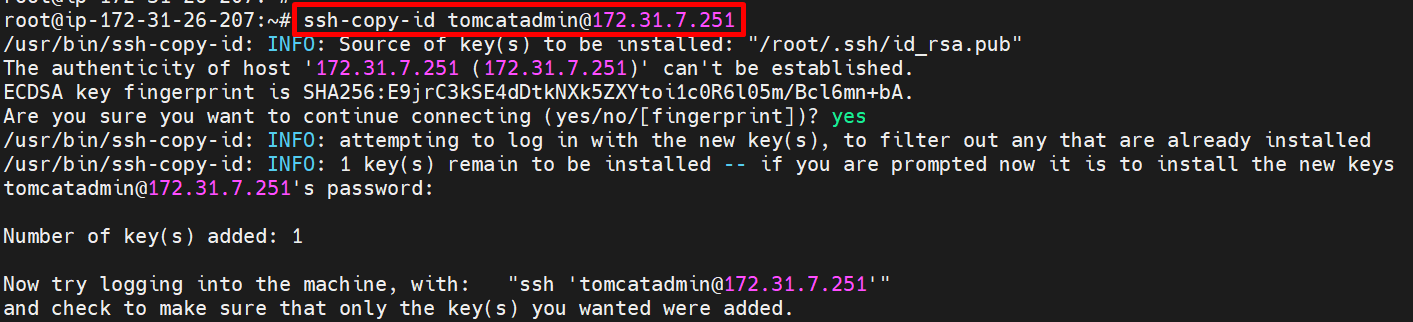 root@ip-172-31-26-207:~#
root@ip-172-31-26-207:~# ssh-copy-id tomcatadmin@172.31.7.251
/usr/bin/ssh-copy-id: INFO: Source of key(s) to be installed: "/root/.ssh/id_rsa.pub"
The authenticity of host '172.31.7.251 (172.31.7.251)' can't be established.
ECDSA key fingerprint is SHA256:E9jrC3kSE4dDtkNXk5ZXYtoi1c0R6l05m/Bcl6mn+bA.
Are you sure you want to continue connecting (yes/no/[fingerprint])? yes
/usr/bin/ssh-copy-id: INFO: attempting to log in with the new key(s), to filter out any that are already installed
/usr/bin/ssh-copy-id: INFO: 1 key(s) remain to be installed -- if you are prompted now it is to install the new keys
tomcatadmin@172.31.7.251's password:
Number of key(s) added: 1
Now try logging into the machine, with:   "ssh 'tomcatadmin@172.31.7.251'"
and check to make sure that only the key(s) you wanted were added.